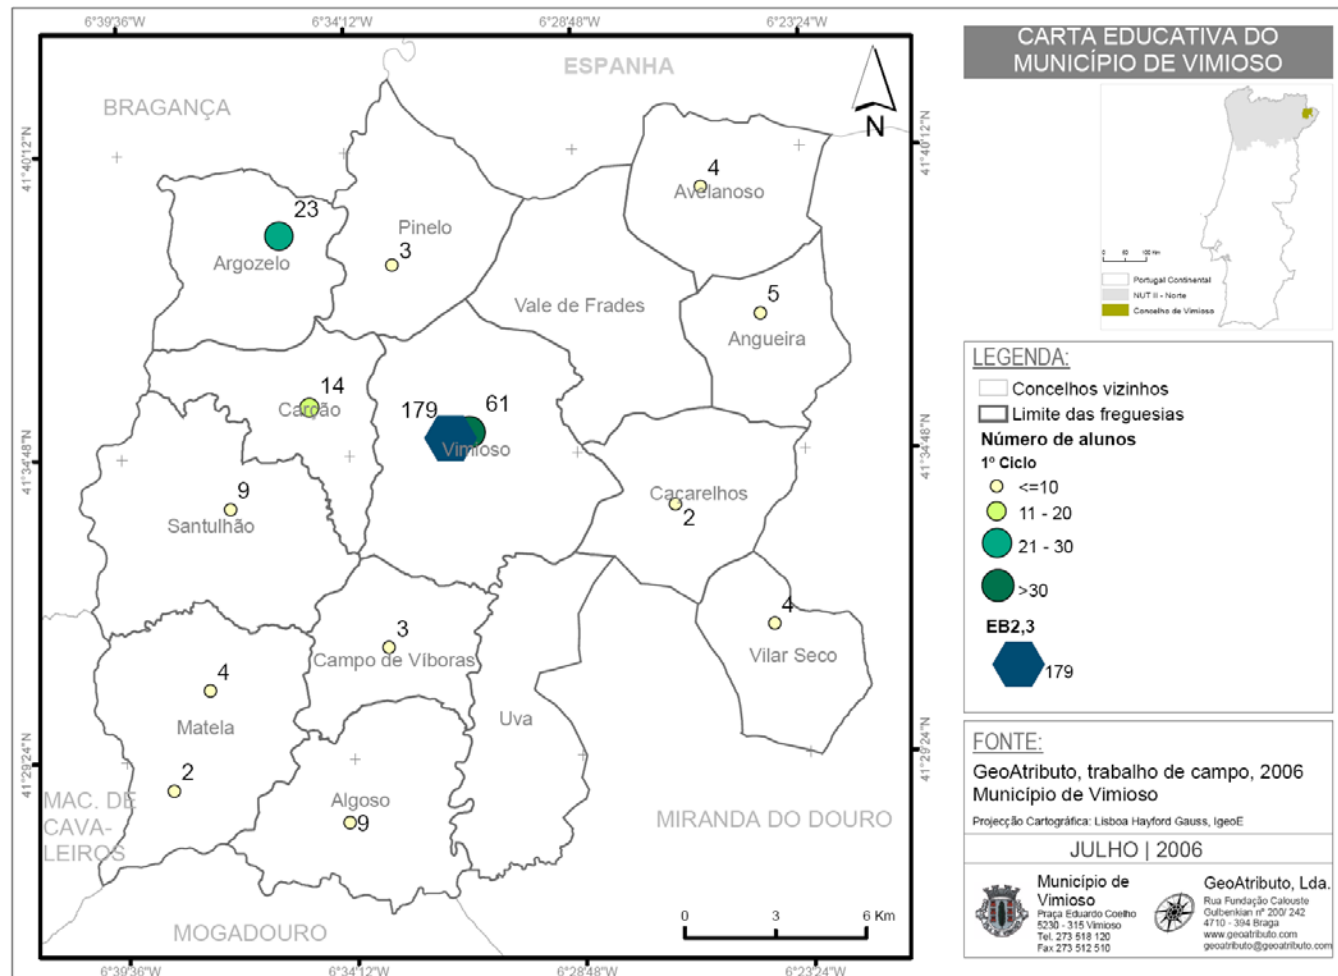 6°39'36"W
6°34'12"W
6°28'48"W
6°23'24"W
ESPANHA
BRAGANÇA
N
41°40'12"N
41°40'12"N
4
Avelanoso
23
Argozelo
Pinelo
3
Vale de Frades
5
Angueira
14
Carção
179
61
Vimioso
41°34'48"N
41°34'48"N
9
Santulhão
Caçarelhos
2
3
Campo de Víboras
4
Vilar Seco
4
Matela
Uva
2
Algoso
9
41°29'24"N
41°29'24"N
MAC. DE
CAVA-
LEIROS
MIRANDA DO DOURO
MOGADOURO
0 3 6 Km
6°39'36"W
6°34'12"W
6°28'48"W
6°23'24"W
CARTA EDUCATIVA DO
MUNICÍPIO DE VIMIOSO
0 50 100 Km
Portugal Continental
NUT II - Norte
Concelho de Vimioso
LEGENDA:
Concelhos vizinhos
Limite das freguesias
Número de alunos
1º Ciclo
<=10
11 - 20
21 - 30
>30
EB2,3
179
FONTE:
GeoAtributo, trabalho de campo, 2006
Município de Vimioso
Projecção Cartográfica: Lisboa Hayford Gauss, IgeoE
JULHO | 2006
Município de
Vimioso
Praça Eduardo Coelho
5230 - 315 Vimioso
Tel. 273 518 120
Fax 273 512 510
GeoAtributo, Lda.
Rua Fundação Calouste
Gulbenkian nº 200/ 242
4710 - 394 Braga
www.geoatributo.com
geoatributo@geoatributo.com